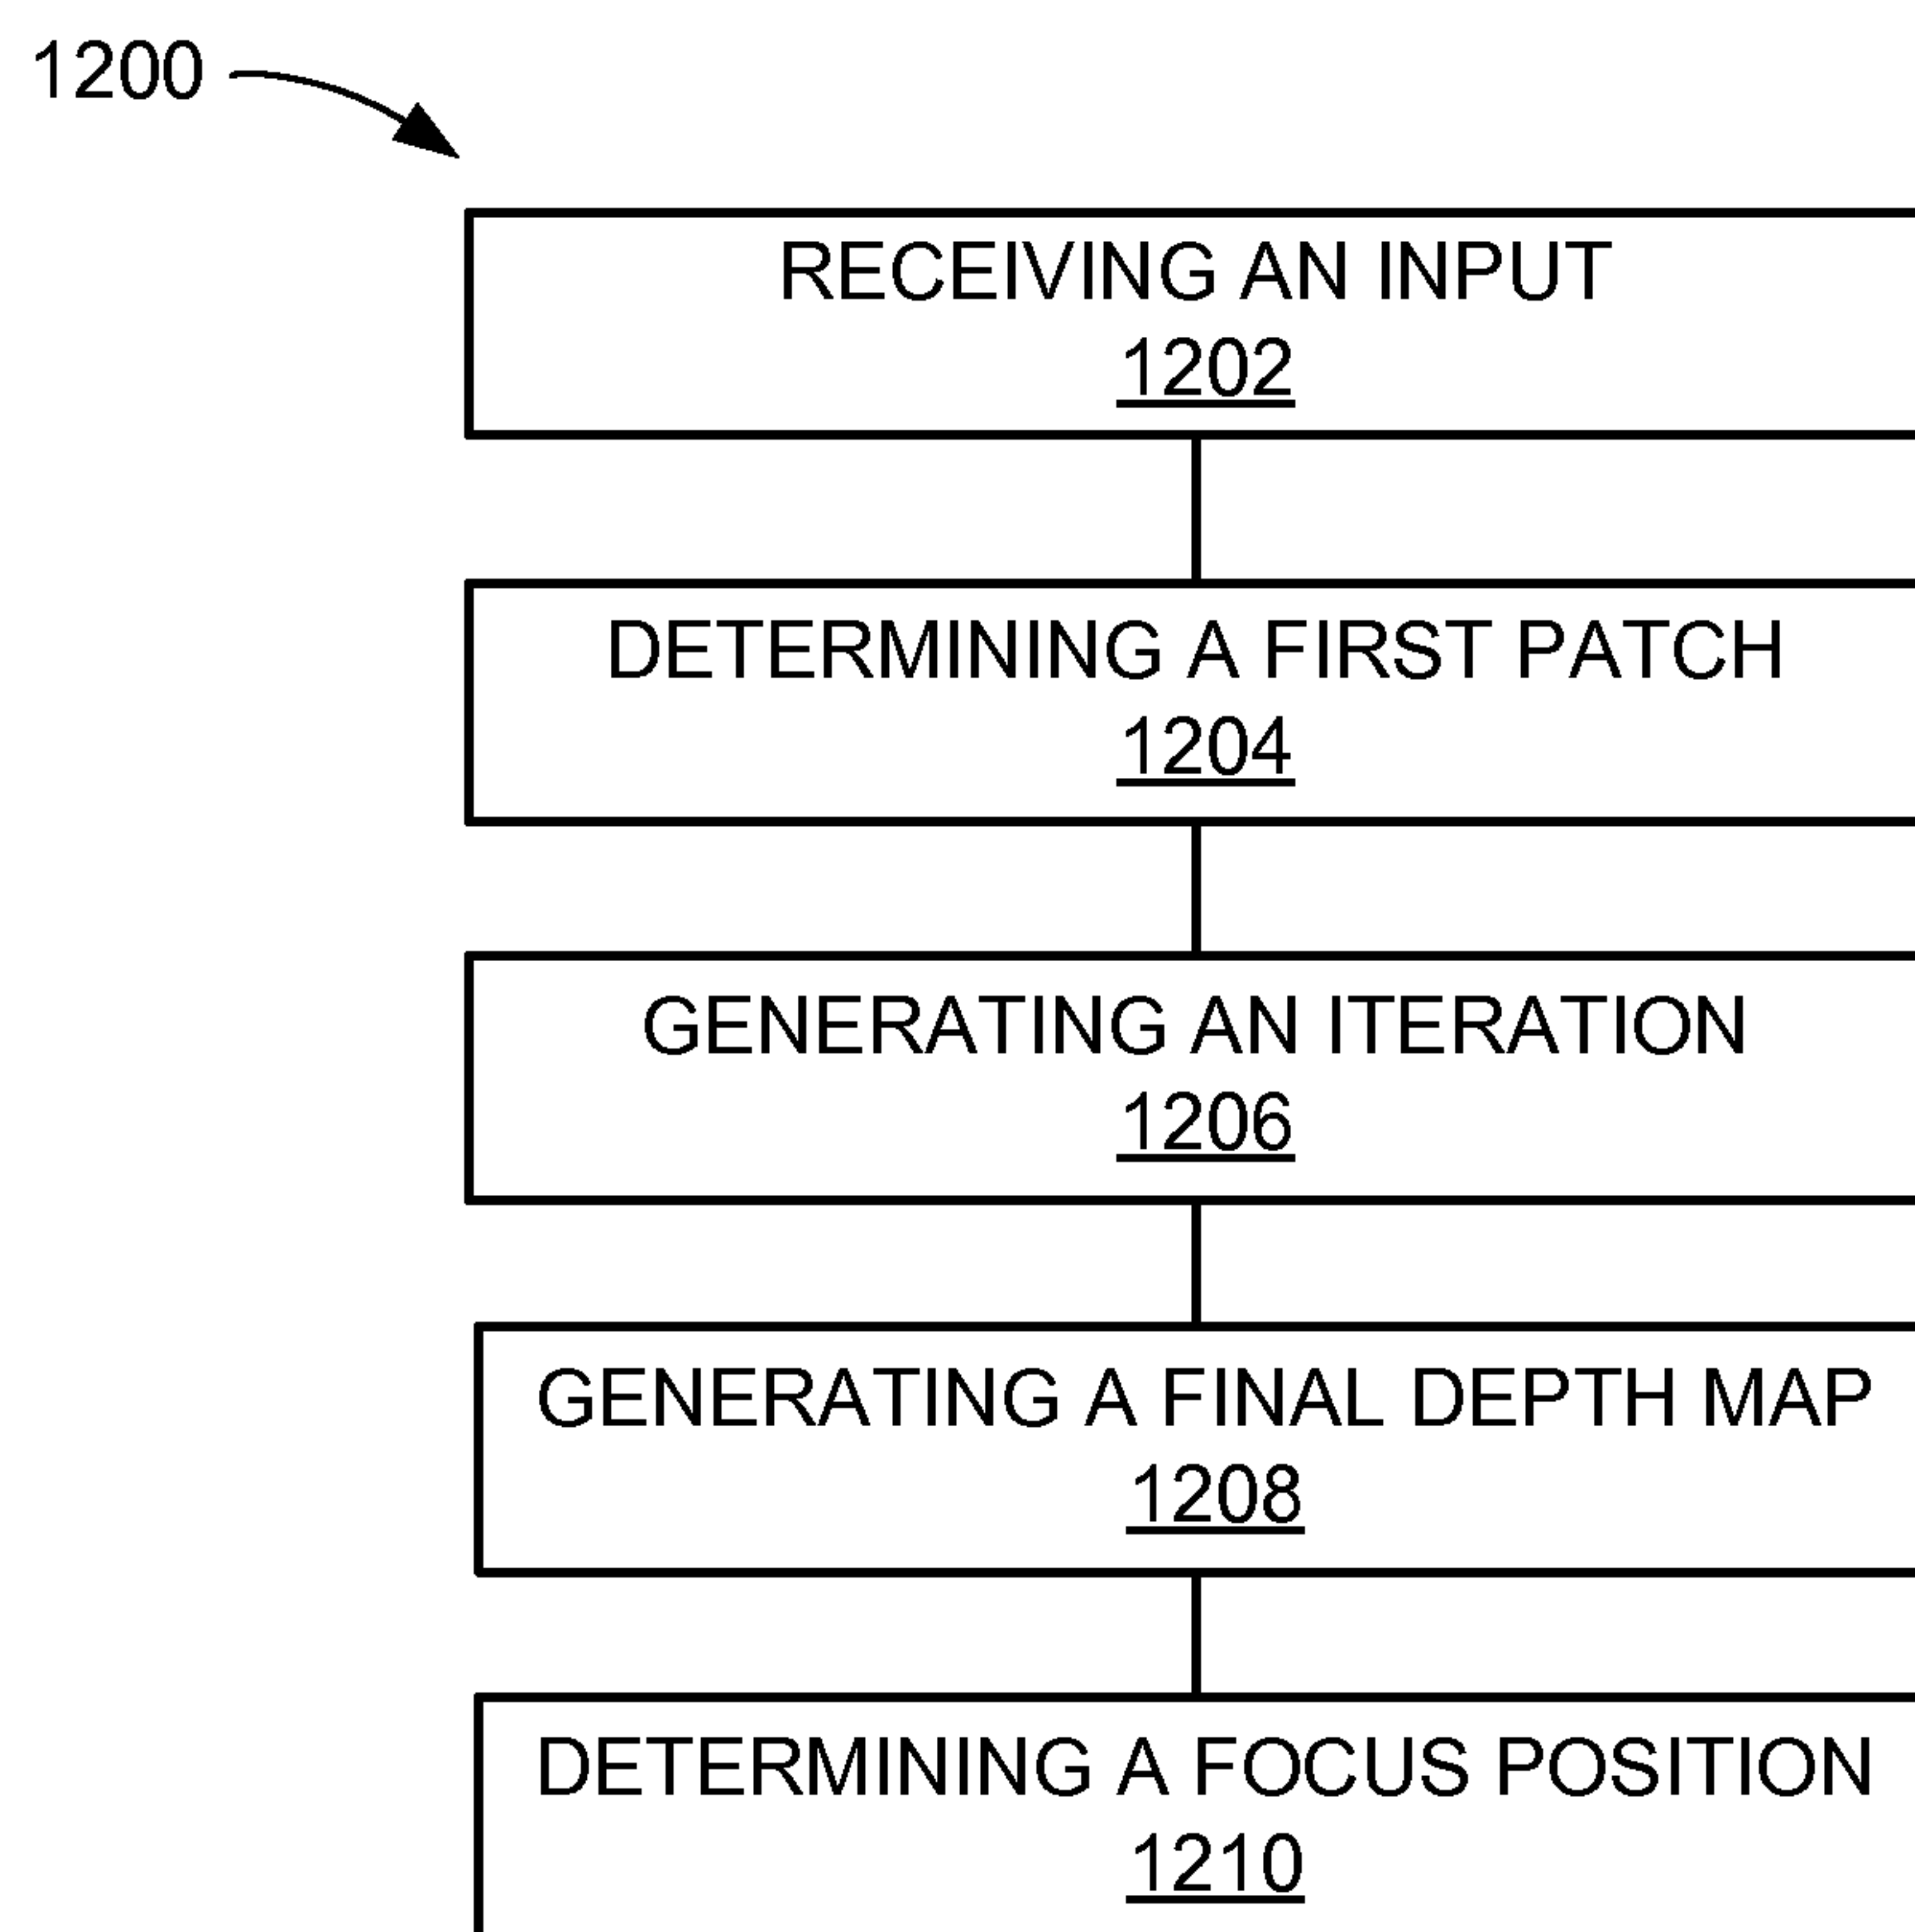 1200
RECEIVING AN INPUT
1202
DETERMINING A FIRST PATCH
1204
GENERATING AN ITERATION
1206
GENERATING A FINAL DEPTH MAP
1208
DETERMINING A FOCUS POSITION
1210